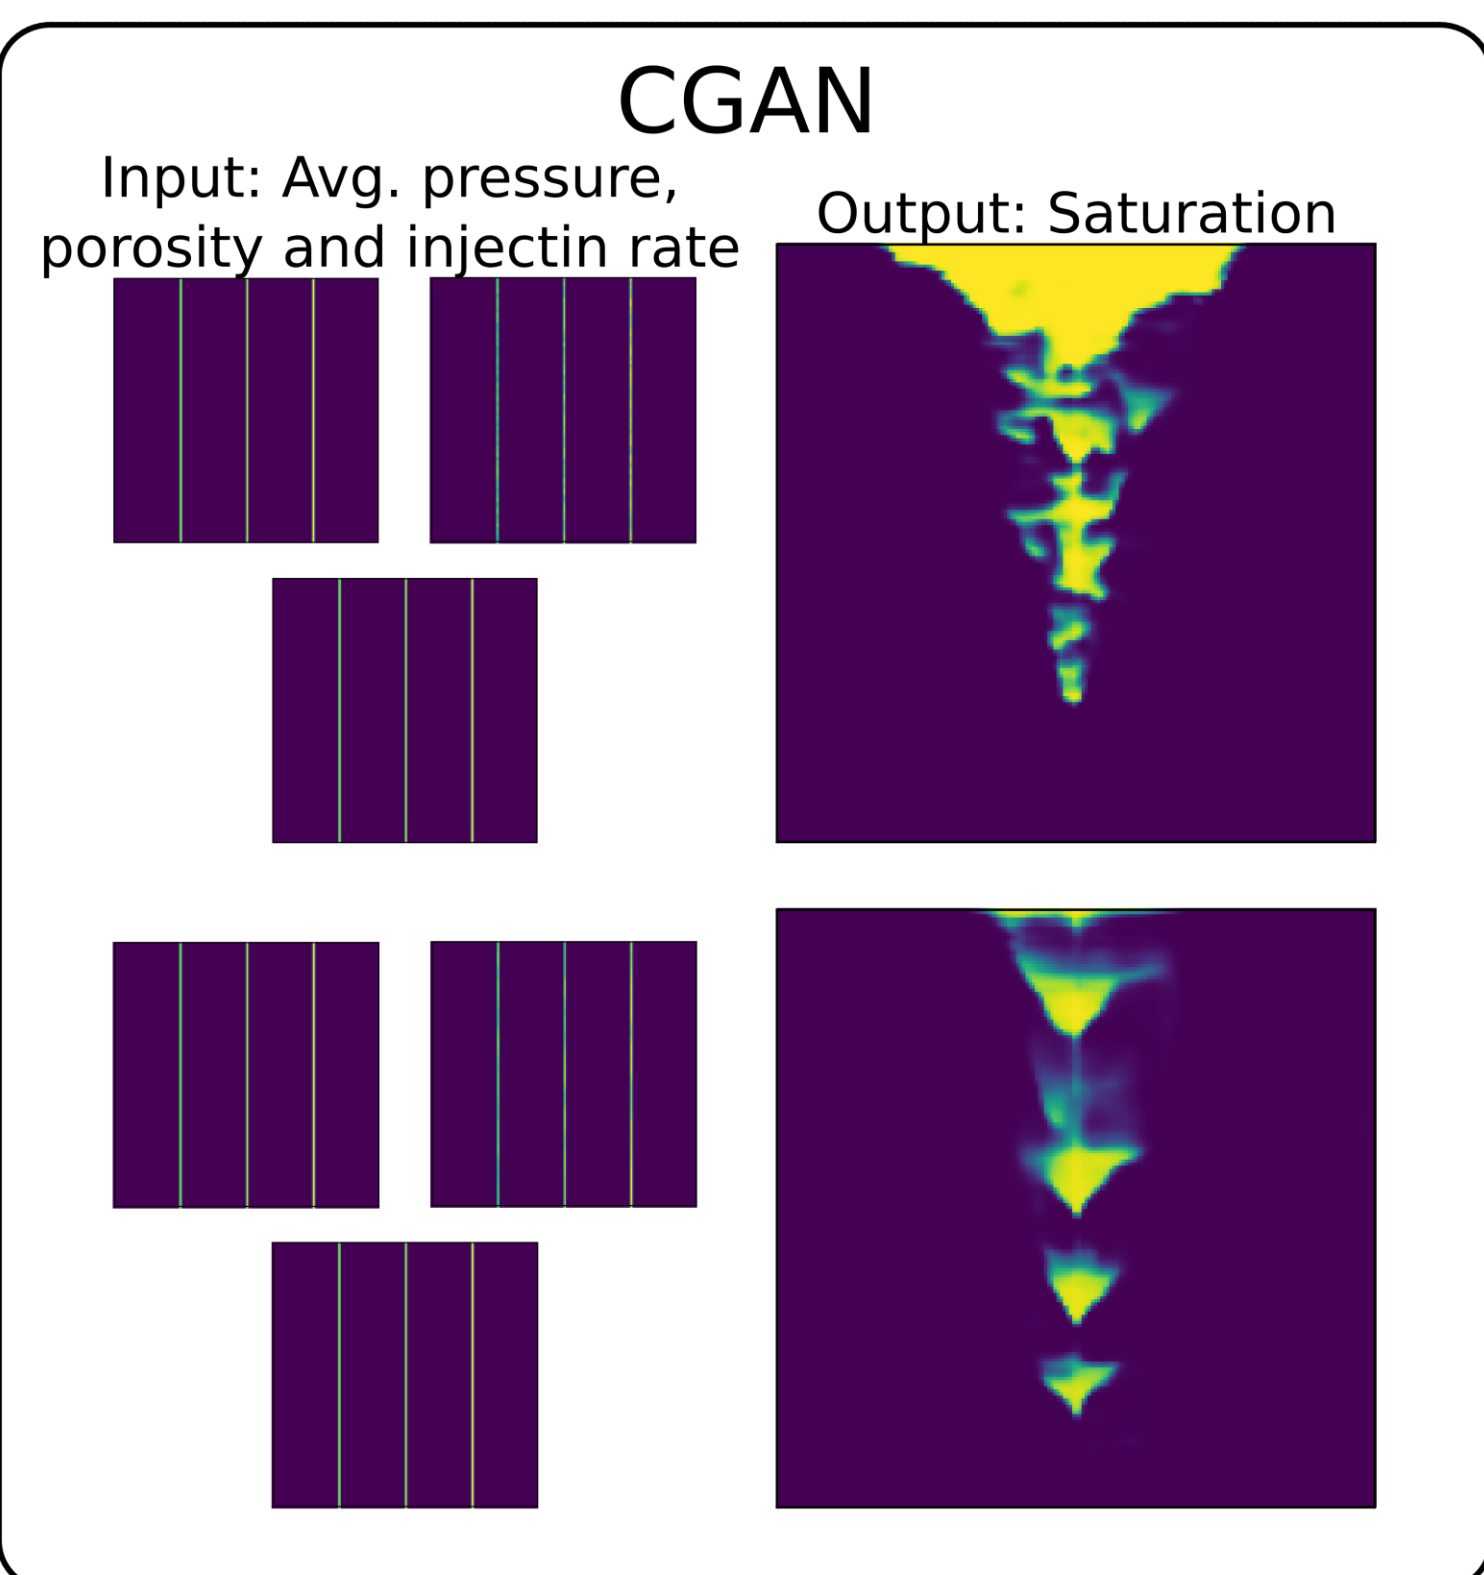 CGAN
Input: Avg. pressure,
porosity and injectin rate
Output: Saturation